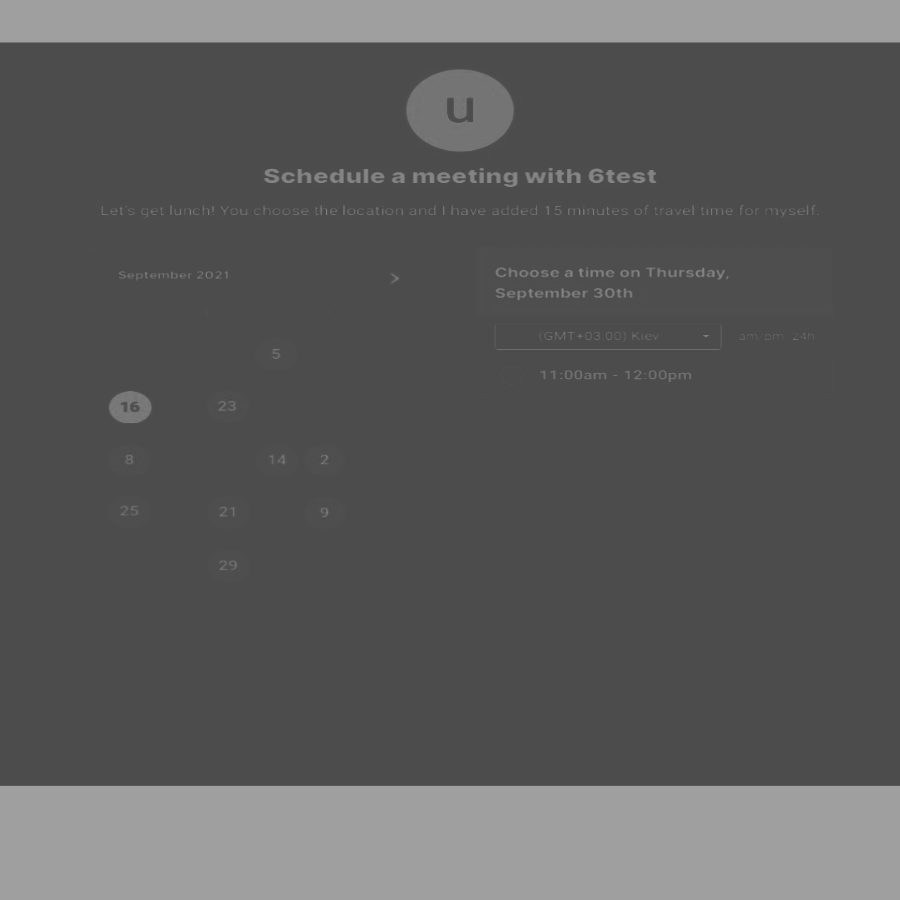 u
Schedule a meeting with 6test
Let's get lunch! You choose the location and I have added 15 minutes of travel time for myself.
September 2021
>
5
16 23
8 14 2
25 21 9
29
Choose a time on Thursday,
September 30th
(GMT+03:00) Kiev
am/pm 24h
11:00am - 12:00pm